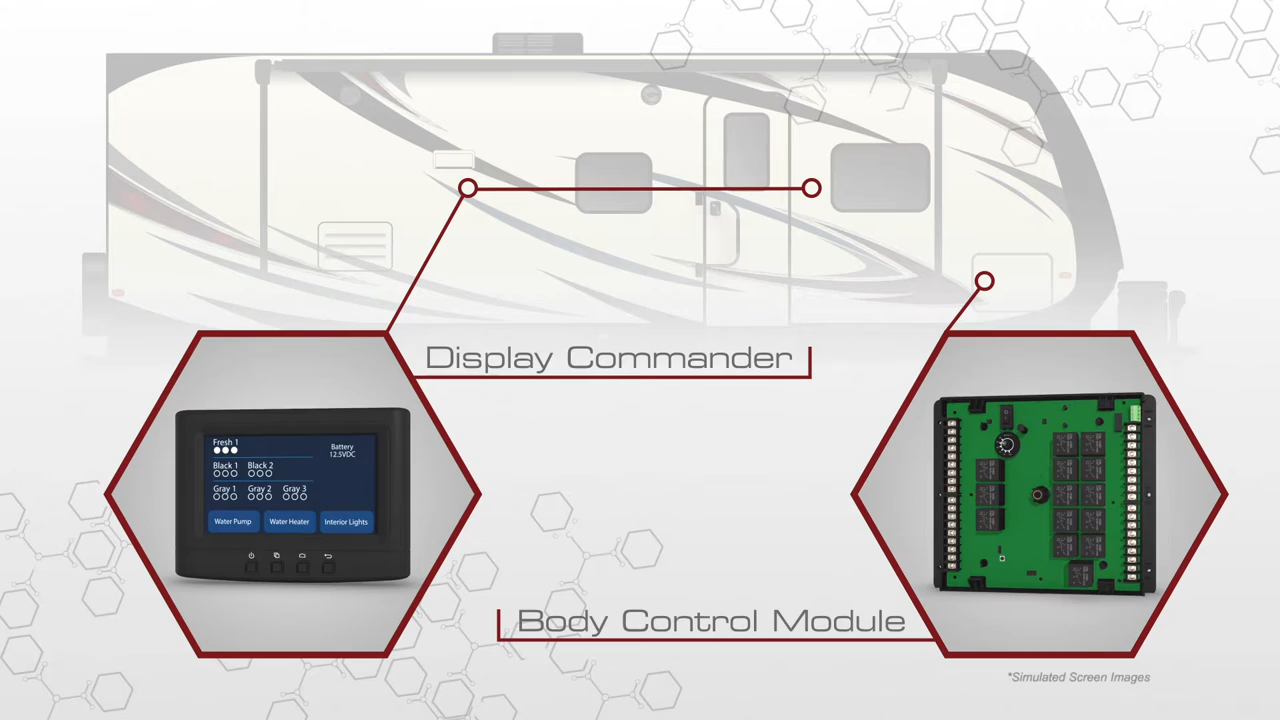 Display Commander
Fresh 1
Battery
12.5VDC
Black 1 Black 2
Gray 1 Gray 2 Gray 3
Water Pump Water Heater Interior Lights
Body Control Module
*Simulated Screen Images